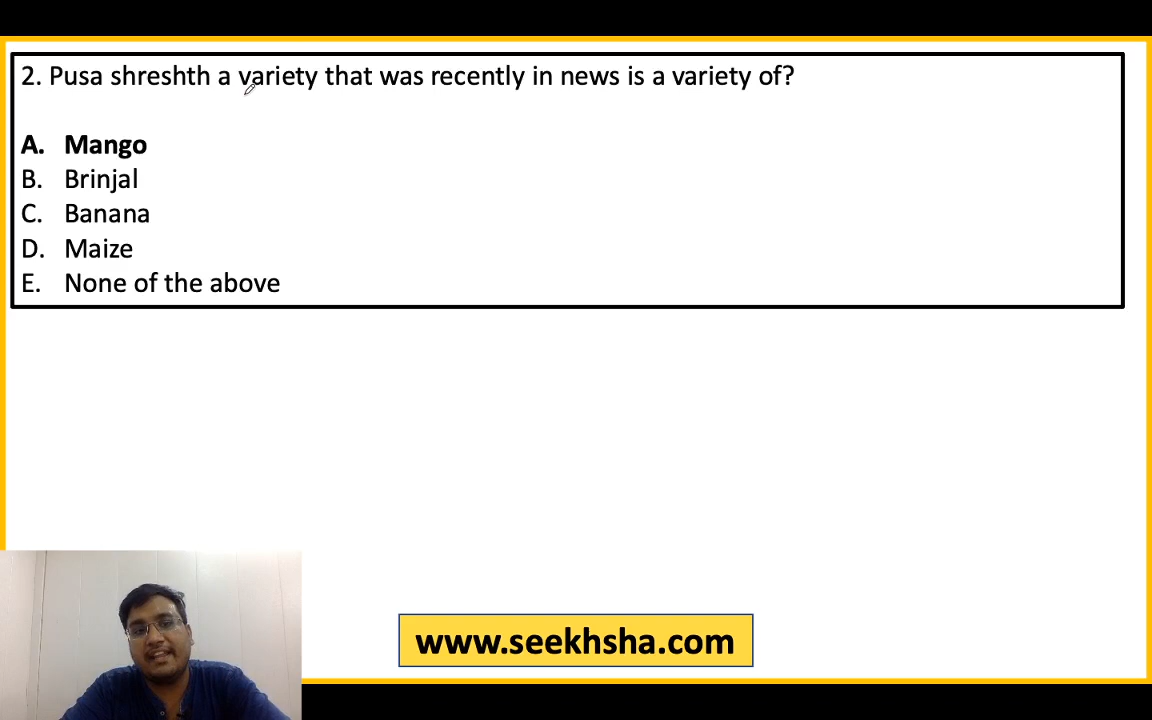 2. Pusa shreshth a variety that was recently in news is a variety of?
A. Mango
B. Brinjal
C. Banana
D. Maize
E. None of the above
www.seekhsha.com